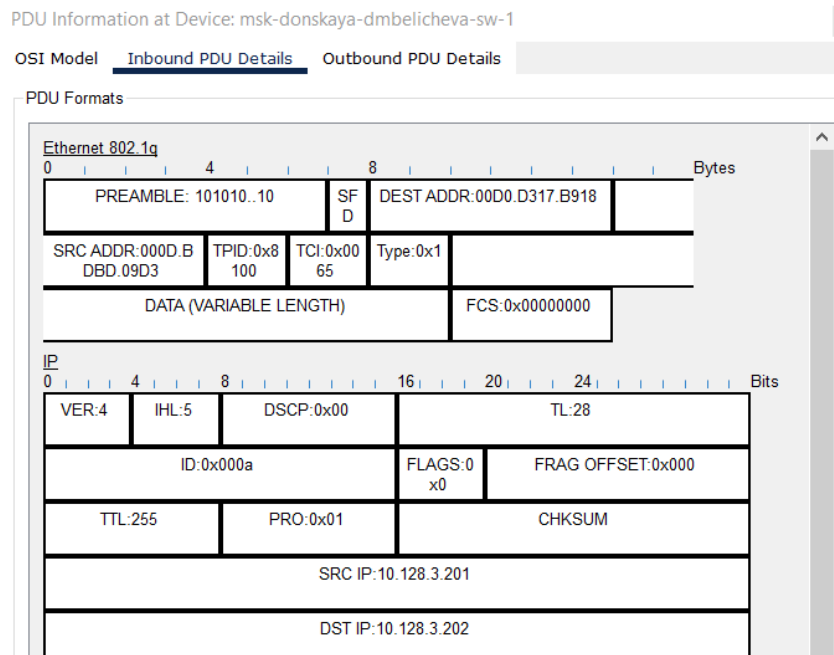 PDU Information at Device: msk-donskaya-dmbelicheva-sw-1
OSI Model Inbound PDU Details Outbound PDU Details
PDU Formats
Ethernet 802.1q
0 4 8 Bytes
PREAMBLE: 101010..10 SF DEST ADDR:00D0.D317.B918
D
SRC ADDR:000D.B TPID:0x8 TCI:0x00 Type:0x1
DBD.09D3 100 65
DATA (VARIABLE LENGTH) FCS:0x00000000
IP
0 4 8 16 20 24 Bits
VER:4 IHL:5 DSCP:0x00 TL:28
ID:0x000a FLAGS:0 FRAG OFFSET:0x000
x0
TTL:255 PRO:0x01 CHKSUM
SRC IP:10.128.3.201
DST IP:10.128.3.202